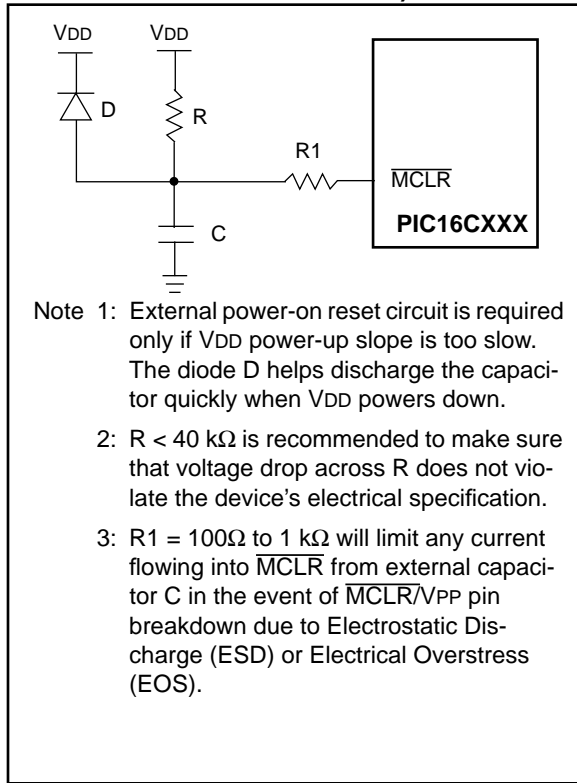 VDD VDD
D
R
R1
MCLR
PIC16CXXX
C
Note 1: External power-on reset circuit is required
only if VDD power-up slope is too slow.
The diode D helps discharge the capaci-
tor quickly when VDD powers down.
2: R < 40 kΩ is recommended to make sure
that voltage drop across R does not vio-
late the device's electrical specification.
3: R1 = 100Ω to 1 kΩ will limit any current
flowing into MCLR from external capaci-
tor C in the event of MCLR/VPP pin
breakdown due to Electrostatic Dis-
charge (ESD) or Electrical Overstress
(EOS).